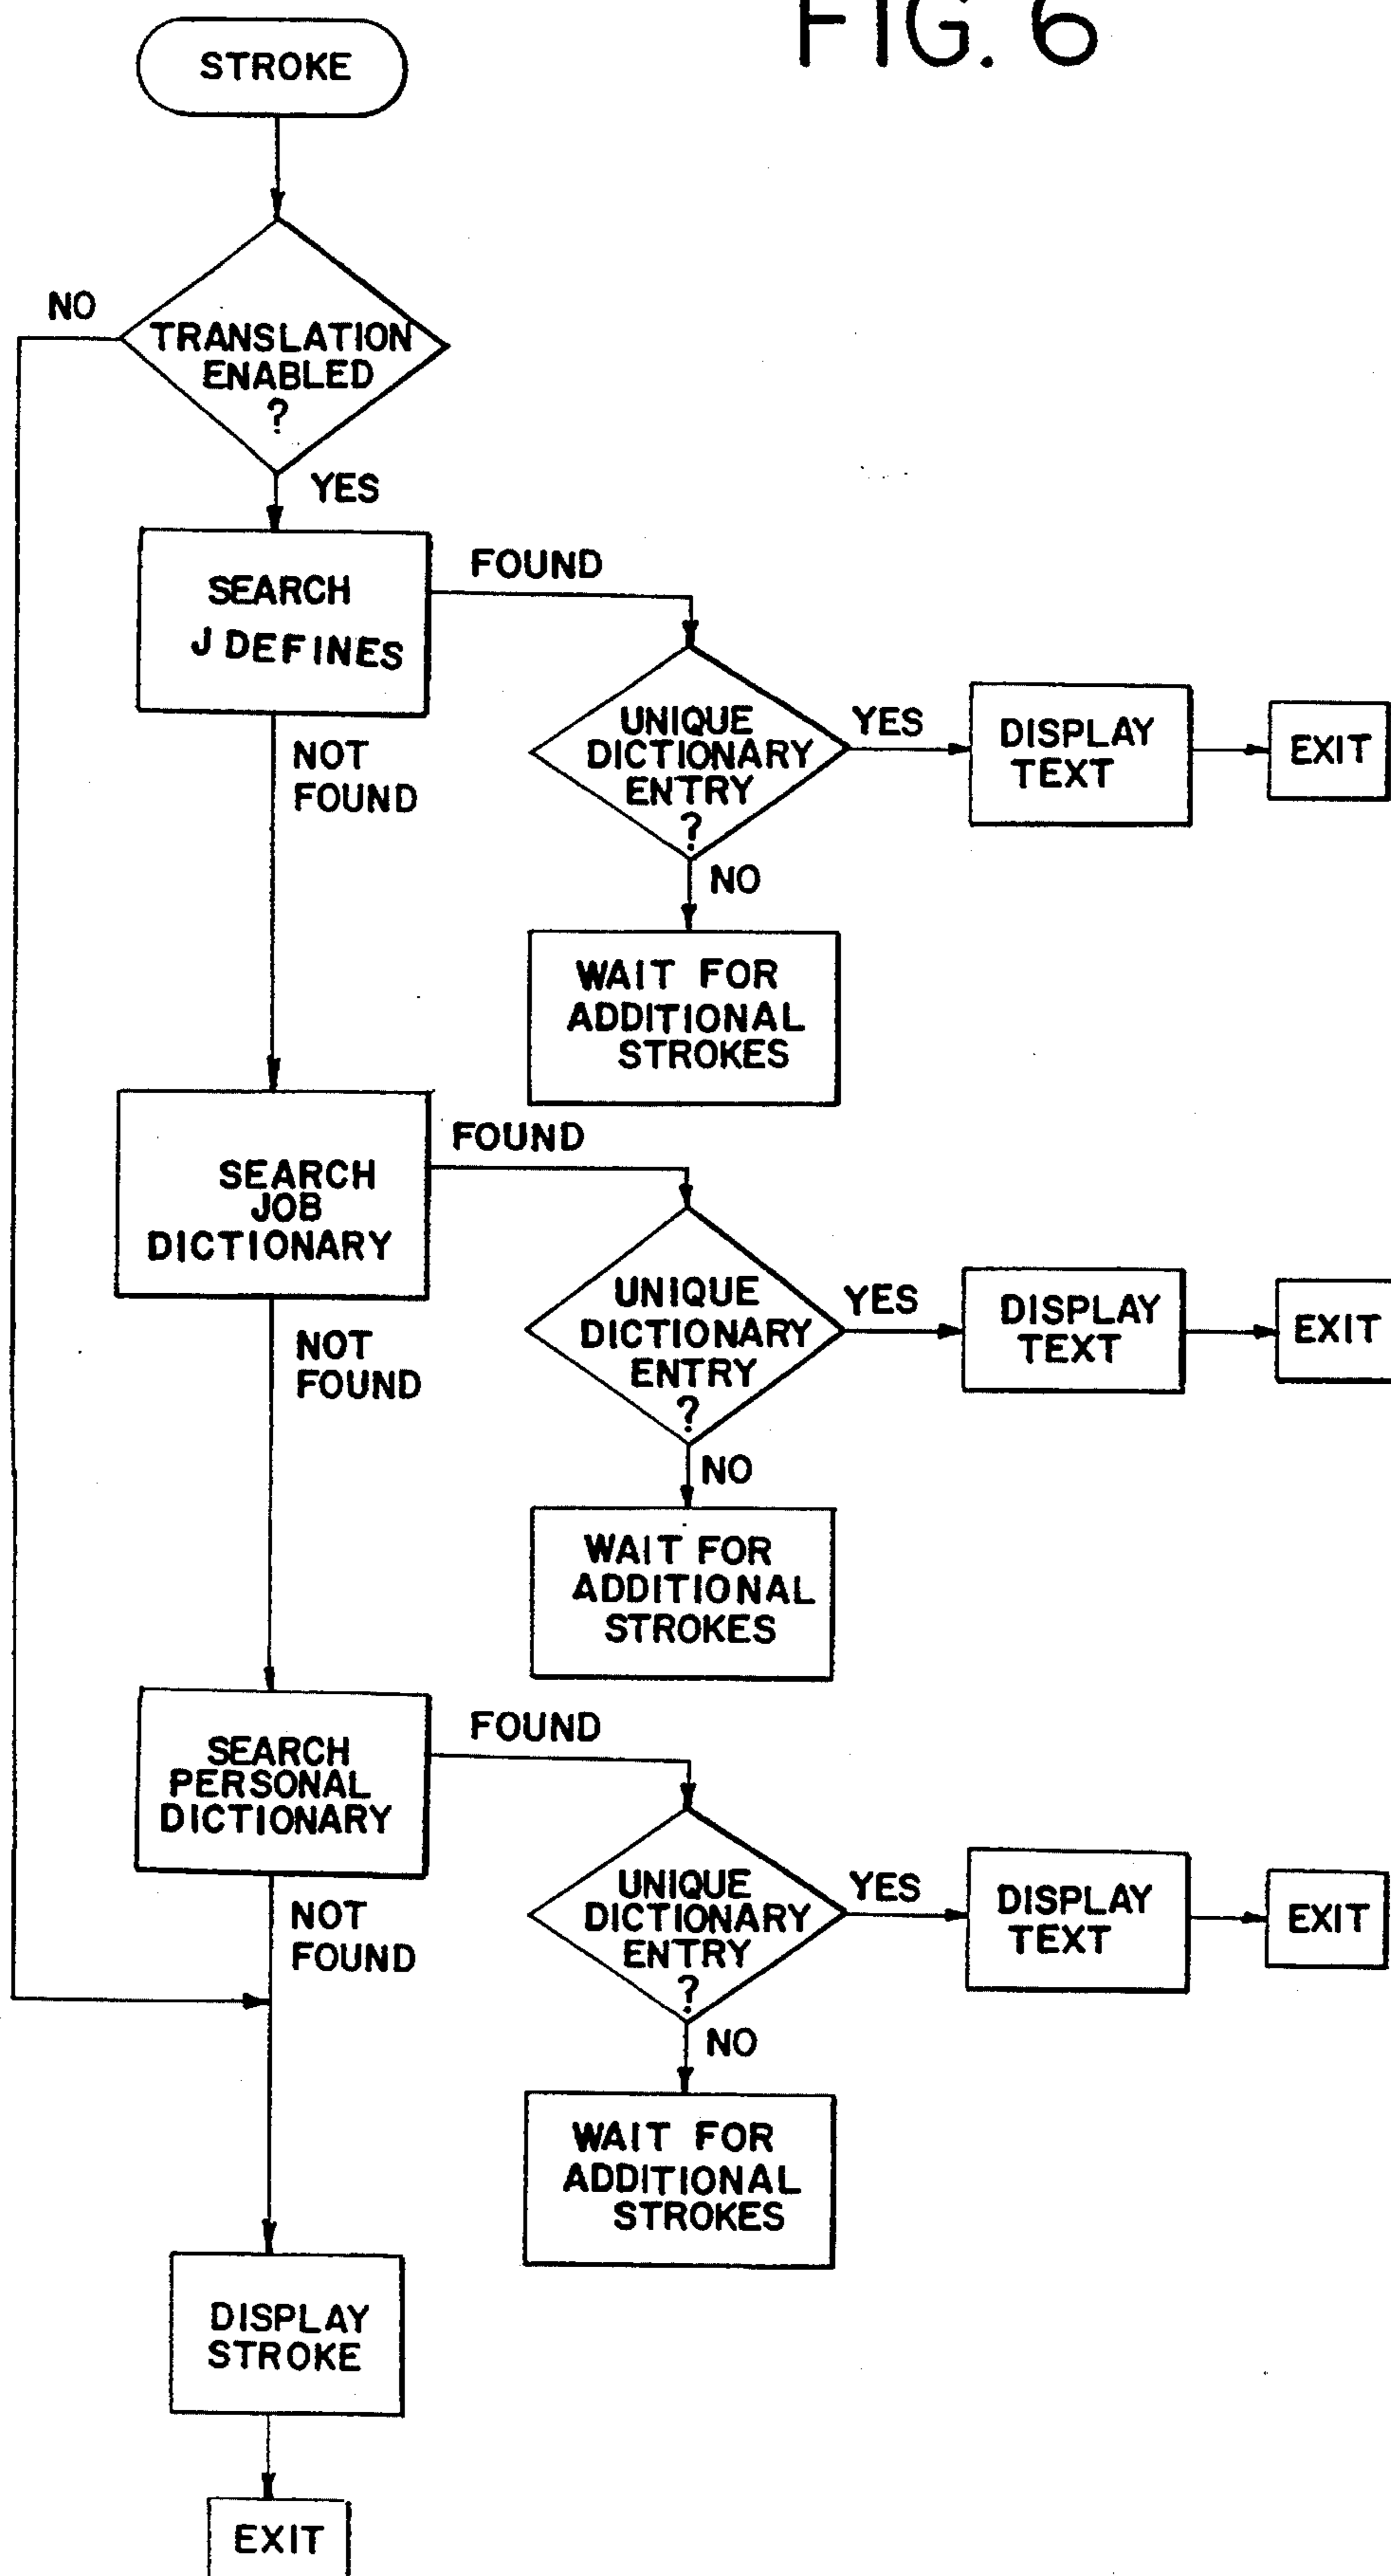 FIG. 6
STROKE
NO
TRANSLATION
ENABLED
?
YES
SEARCH
J DEFINES
FOUND
UNIQUE
DICTIONARY
ENTRY
?
YES
DISPLAY
TEXT
EXIT
NO
WAIT FOR
ADDITIONAL
STROKES
NOT
FOUND
SEARCH
JOB
DICTIONARY
FOUND
UNIQUE
DICTIONARY
ENTRY
?
YES
DISPLAY
TEXT
EXIT
NO
WAIT FOR
ADDITIONAL
STROKES
NOT
FOUND
SEARCH
PERSONAL
DICTIONARY
FOUND
UNIQUE
DICTIONARY
ENTRY
?
YES
DISPLAY
TEXT
EXIT
NO
WAIT FOR
ADDITIONAL
STROKES
NOT
FOUND
DISPLAY
STROKE
EXIT